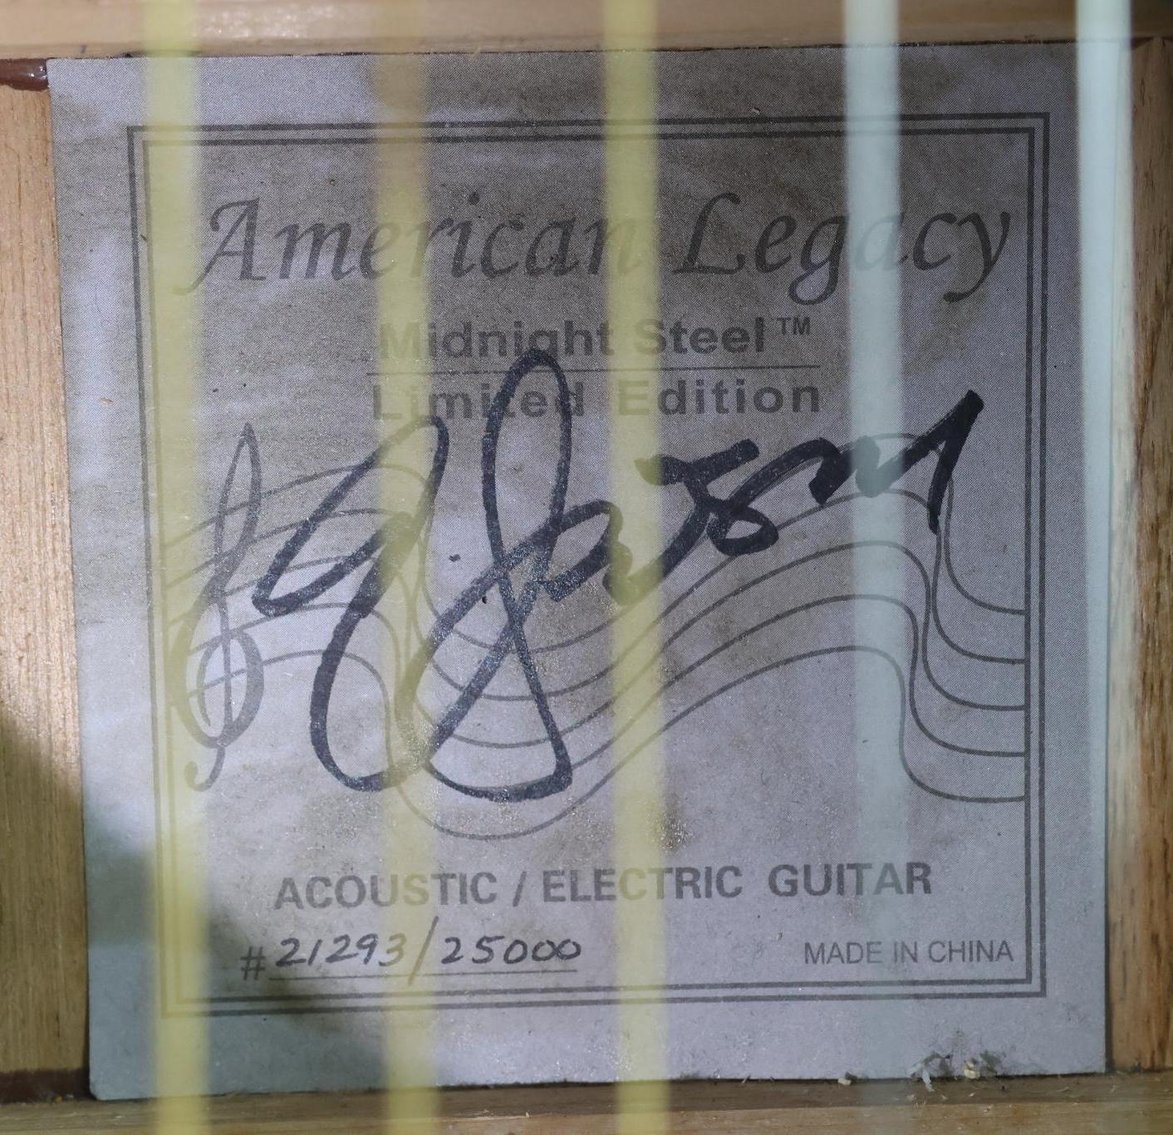 American Legacy
Midnight Steel™
Limited Edition
ACOUSTIC / ELECTRIC GUITAR
# 21293/25000
MADE IN CHINA